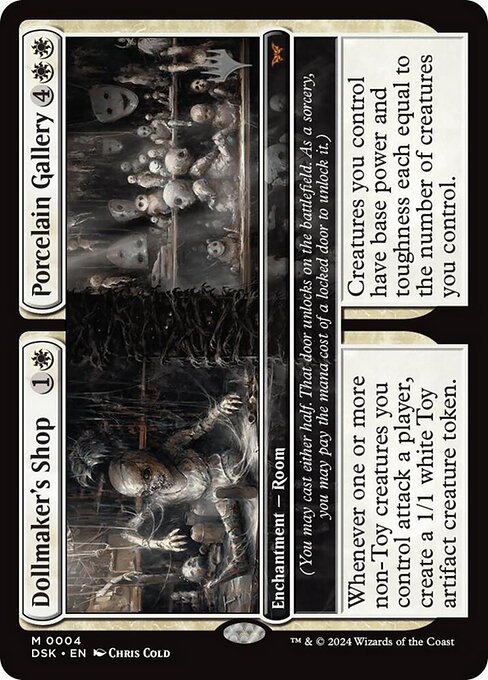 Dollmaker's Shop 1
Enchantment — Room
(You may cast either half. That door unlocks on the battlefield. As a sorcery,
you may pay the mana cost of a locked door to unlock it.)
Whenever one or more
non-Toy creatures you
control attack a player,
create a 1/1 white Toy
artifact creature token.
Porcelain Gallery 4
Creatures you control
have base power and
toughness each equal to
the number of creatures
you control.
M 0004
DSK • EN Chris Cold
™ & © 2024 Wizards of the Coast